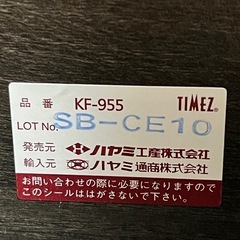 品番 KF-955 TIMEZ®
LOT No. SB-CE10
発売元 ハヤミ工産株式会社
輸入元 ハヤミ通商株式会社
お問い合わせの際に必要になりますので
このシールははがさないでください。